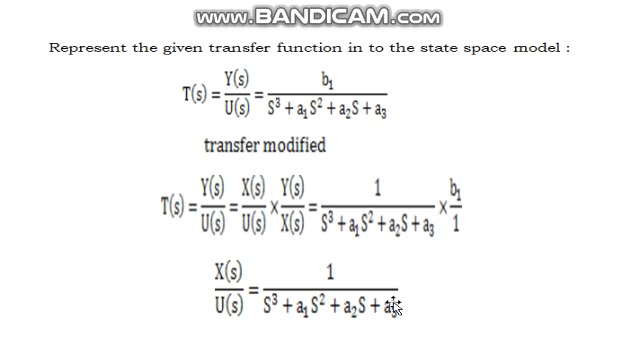 WWW.BANDICAM.COM
Represent the given transfer function in to the state space model :
T(s) = Y(s)/U(s) = b₁/(S³ + a₁S² + a₂S + a₃)
transfer modified
T(s) = Y(s)/U(s) = X(s)/U(s) × Y(s)/X(s) = 1/(S³ + a₁S² + a₂S + a₃) × b₁/1
X(s)/U(s) = 1/(S³ + a₁S² + a₂S + a₃)